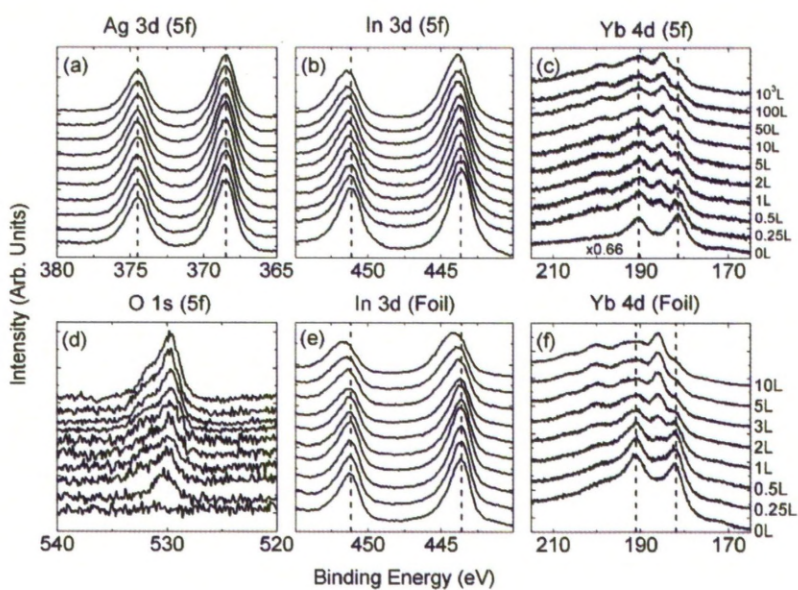 Ag 3d (5f)
In 3d (5f)
Yb 4d (5f)
(a)
(b)
(c)
10³L
100L
50L
10L
5L
2L
1L
0.5L
0.25L
0L
x0.66
380
375
370
365
450
445
210
190
170
O 1s (5f)
In 3d (Foil)
Yb 4d (Foil)
(d)
(e)
(f)
10L
5L
3L
2L
1L
0.5L
0.25L
0L
540
530
520
450
445
210
190
170
Intensity (Arb. Units)
Binding Energy (eV)